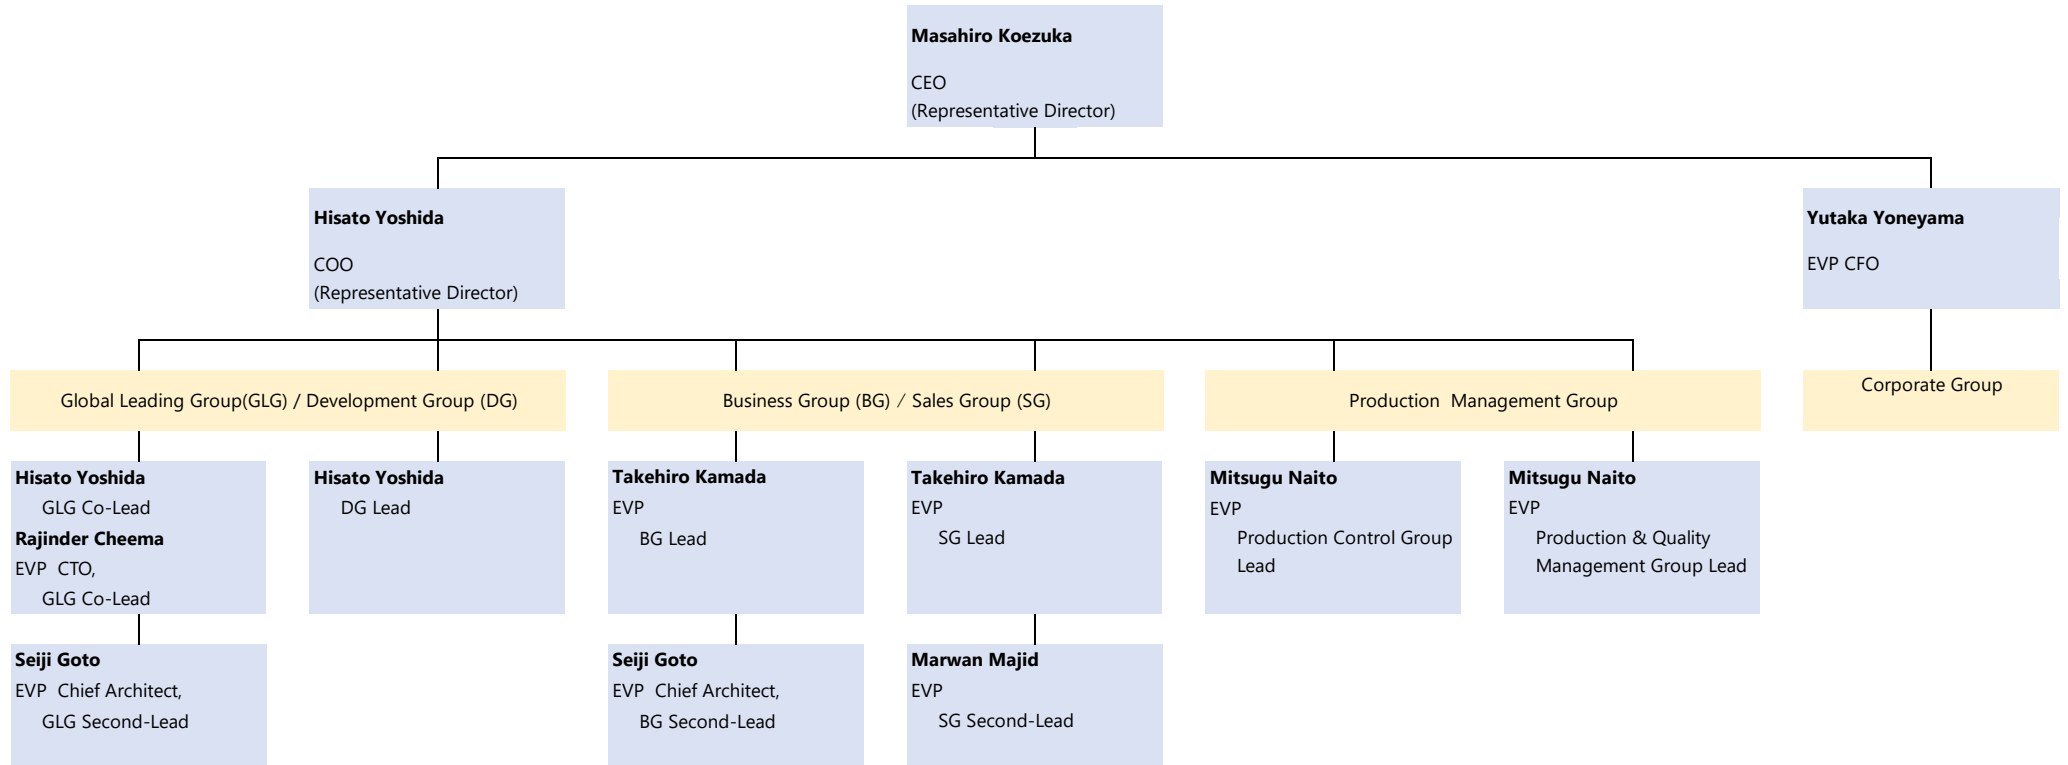 Masahiro Koezuka
CEO
(Representative Director)
Hisato Yoshida
COO
(Representative Director)
Yutaka Yoneyama
EVP CFO
Global Leading Group(GLG) / Development Group (DG)
Business Group (BG) / Sales Group (SG)
Production  Management Group
Corporate Group
Hisato Yoshida
GLG Co-Lead
Rajinder Cheema
EVP  CTO,
GLG Co-Lead
Hisato Yoshida
DG Lead
Takehiro Kamada
EVP
BG Lead
Takehiro Kamada
EVP
SG Lead
Mitsugu Naito
EVP
Production Control Group
Lead
Mitsugu Naito
EVP
Production & Quality
Management Group Lead
Seiji Goto
EVP  Chief Architect,
GLG Second-Lead
Seiji Goto
EVP  Chief Architect,
BG Second-Lead
Marwan Majid
EVP
SG Second-Lead